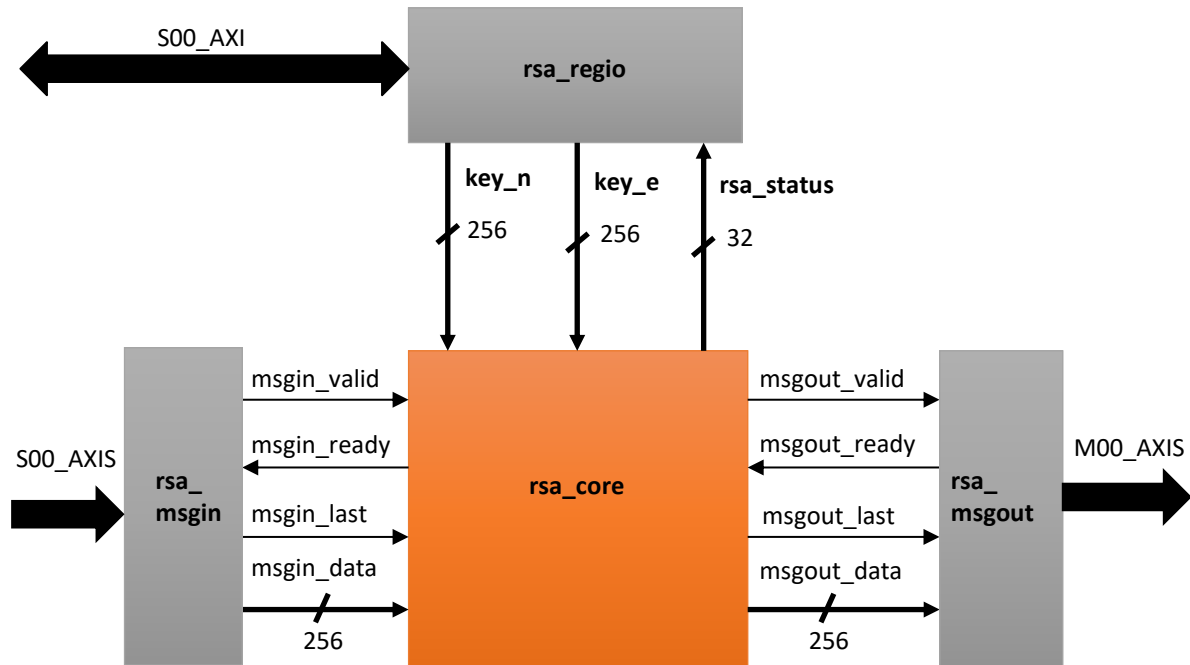 S00_AXI
rsa_regio
key_n
key_e
rsa_status
256
256
32
msgin_valid
msgout_valid
msgin_ready
msgout_ready
S00_AXIS
M00_AXIS
rsa_
msgin
rsa_core
rsa_
msgout
msgin_last
msgout_last
msgin_data
msgout_data
256
256